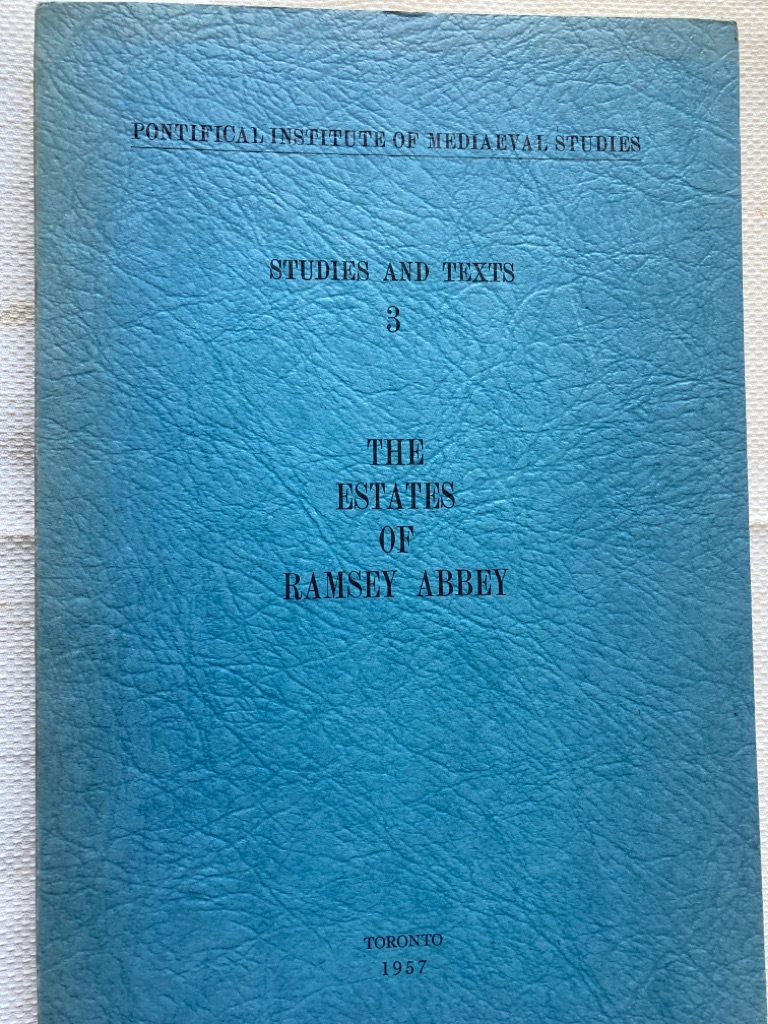 PONTIFICAL INSTITUTE OF MEDIAEVAL STUDIES
STUDIES AND TEXTS
3
THE
ESTATES
OF
RAMSEY ABBEY
TORONTO
1957